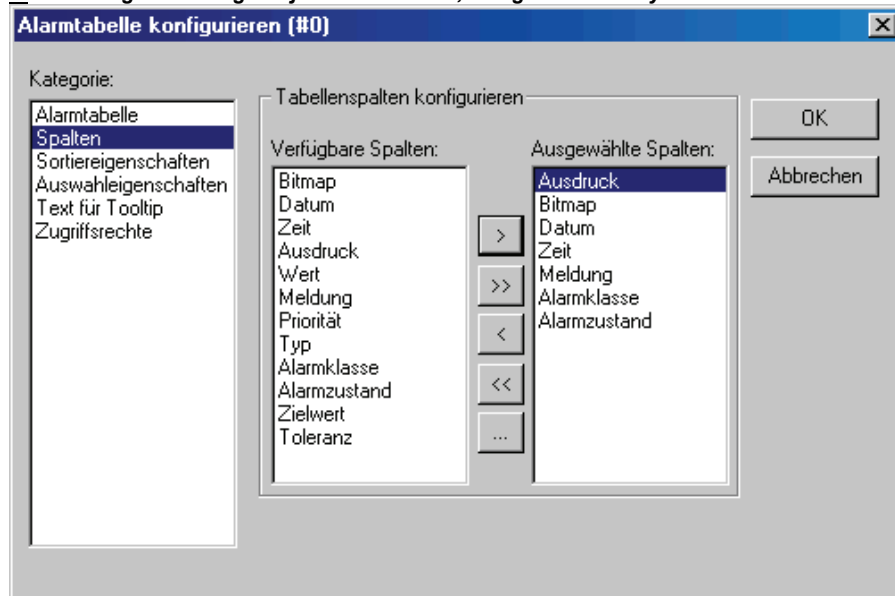 Alarmtabelle konfigurieren (#0)
Kategorie:
Alarmtabelle
Spalten
Sortiereigenschaften
Auswahleigenschaften
Text für Tooltip
Zugriffsrechte
Tabellenspalten konfigurieren
Verfügbare Spalten:
Bitmap
Datum
Zeit
Ausdruck
Wert
Meldung
Priorität
Typ
Alarmklasse
Alarmzustand
Zielwert
Toleranz
>
>>
<
<<
...
Ausgewählte Spalten:
Ausdruck
Bitmap
Datum
Zeit
Meldung
Alarmklasse
Alarmzustand
OK
Abbrechen